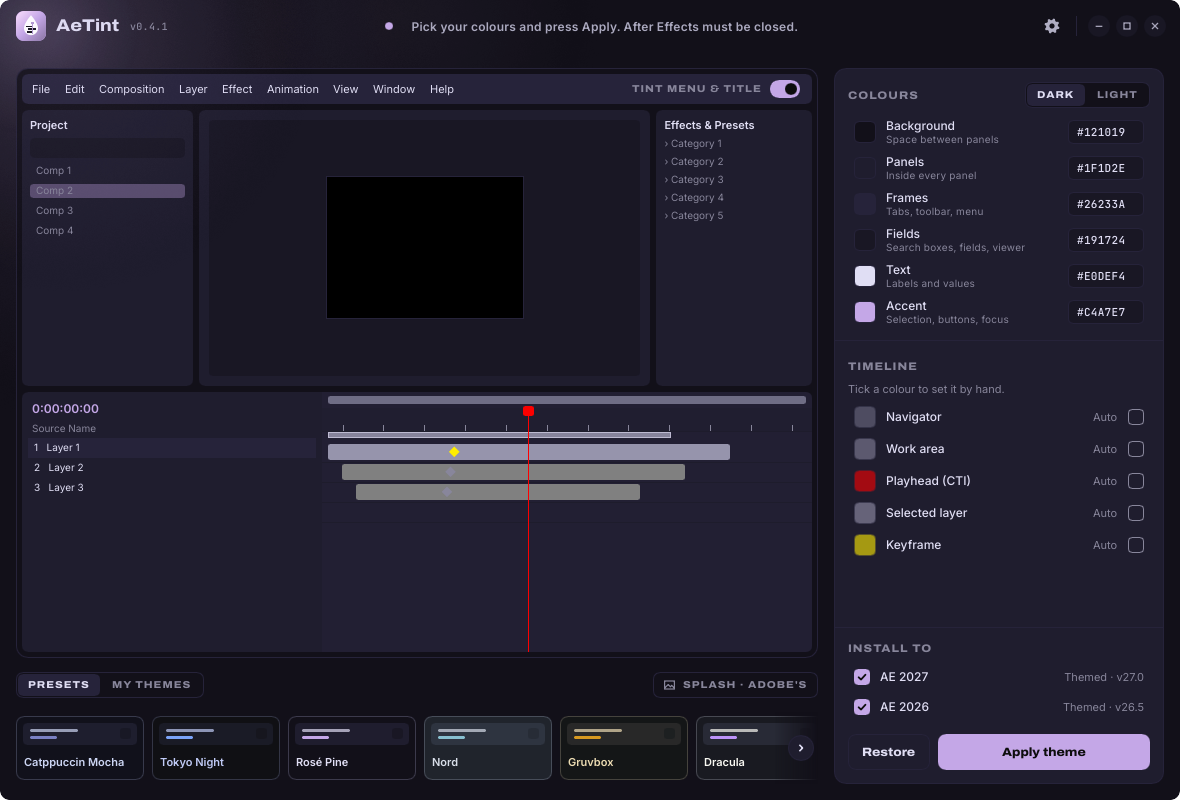 AeTint v0.4.1
Pick your colours and press Apply. After Effects must be closed.
File Edit Composition Layer Effect Animation View Window Help
TINT MENU & TITLE
Project
Comp 1
Comp 2
Comp 3
Comp 4
Effects & Presets
› Category 1
› Category 2
› Category 3
› Category 4
› Category 5
0:00:00:00
Source Name
1 Layer 1
2 Layer 2
3 Layer 3
PRESETS MY THEMES
SPLASH · ADOBE'S
Catppuccin Mocha
Tokyo Night
Rosé Pine
Nord
Gruvbox
Dracula
COLOURS
DARK LIGHT
Background #121019
Space between panels
Panels #1F1D2E
Inside every panel
Frames #26233A
Tabs, toolbar, menu
Fields #191724
Search boxes, fields, viewer
Text #E0DEF4
Labels and values
Accent #C4A7E7
Selection, buttons, focus
TIMELINE
Tick a colour to set it by hand.
Navigator Auto
Work area Auto
Playhead (CTI) Auto
Selected layer Auto
Keyframe Auto
INSTALL TO
AE 2027 Themed · v27.0
AE 2026 Themed · v26.5
Restore Apply theme